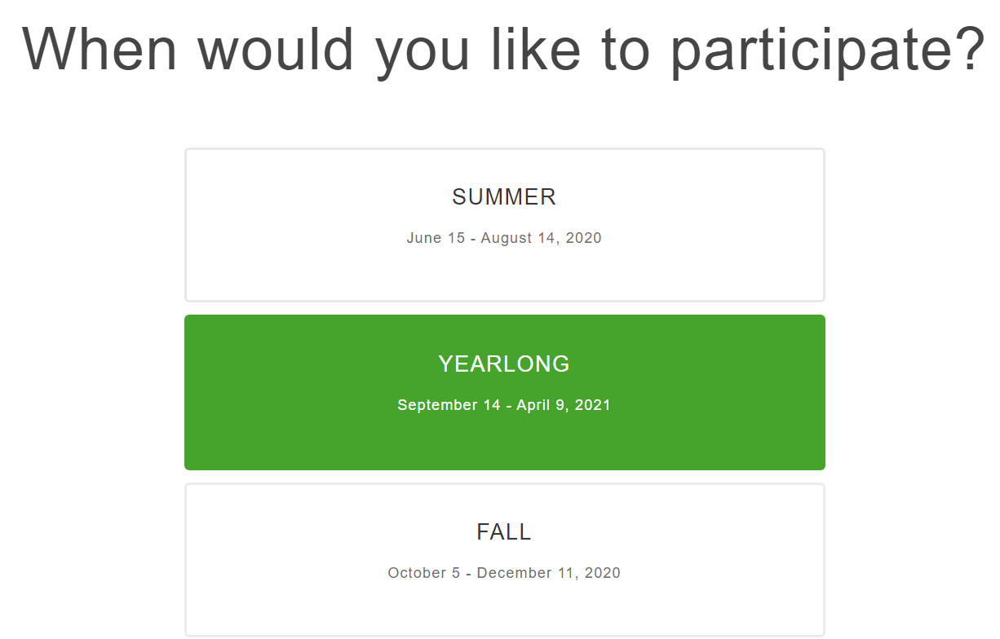 When would you like to participate?
SUMMER
June 15 - August 14, 2020
YEARLONG
September 14 - April 9, 2021
FALL
October 5 - December 11, 2020